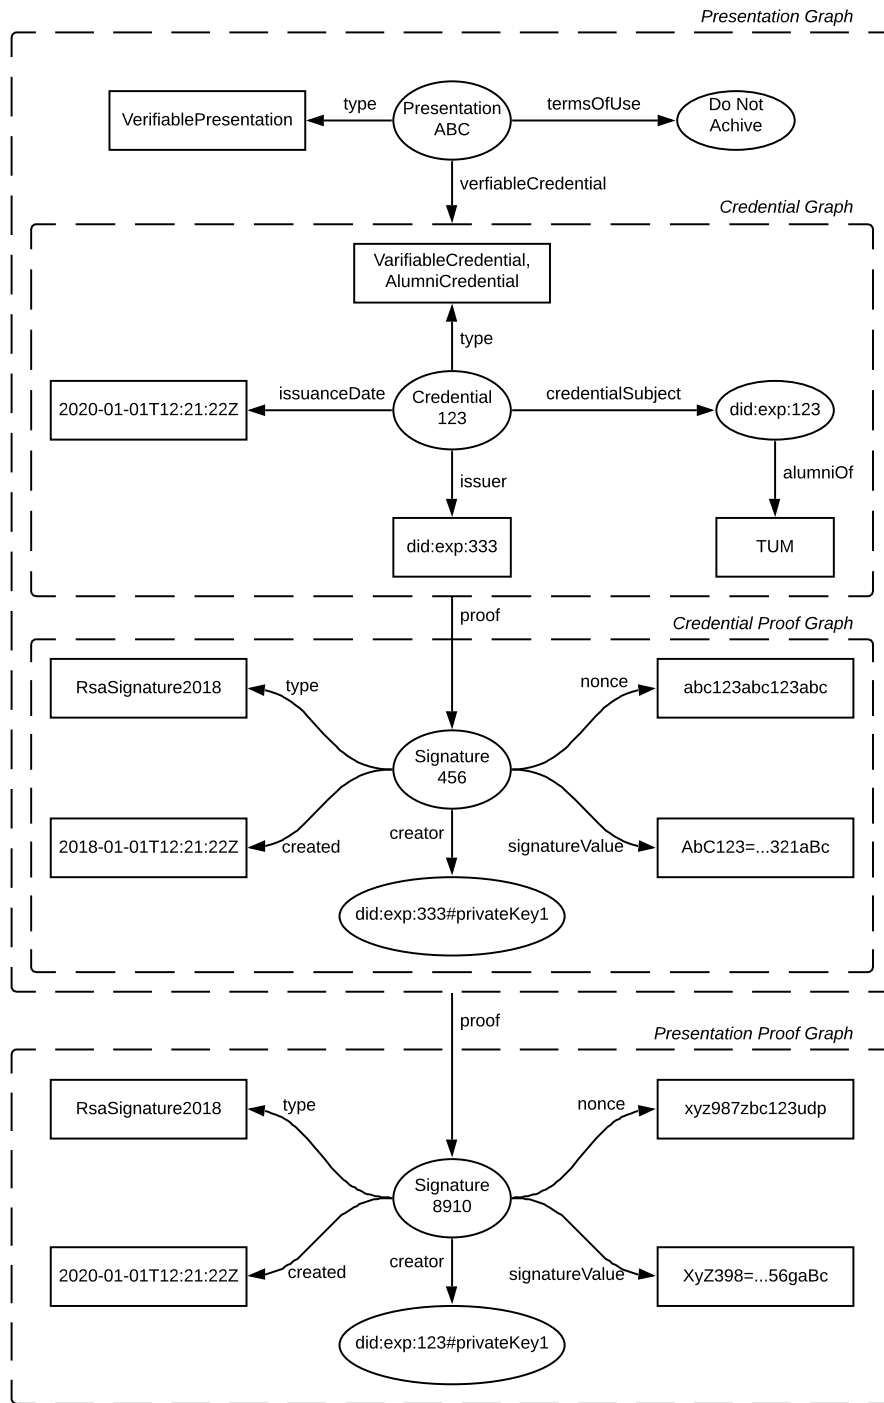 Presentation Graph
type
termsOfUse
VerifiablePresentation
Presentation
ABC
Do Not
Achive
verfiableCredential
Credential Graph
VarifiableCredential,
AlumniCredential
type
issuanceDate
credentialSubject
2020-01-01T12:21:22Z
Credential
123
did:exp:123
issuer
alumniOf
did:exp:333
TUM
proof
Credential Proof Graph
RsaSignature2018
type
nonce
abc123abc123abc
Signature
456
2018-01-01T12:21:22Z
created
creator
signatureValue
AbC123=...321aBc
did:exp:333#privateKey1
proof
Presentation Proof Graph
RsaSignature2018
type
nonce
xyz987zbc123udp
Signature
8910
2020-01-01T12:21:22Z
created
creator
signatureValue
XyZ398=...56gaBc
did:exp:123#privateKey1